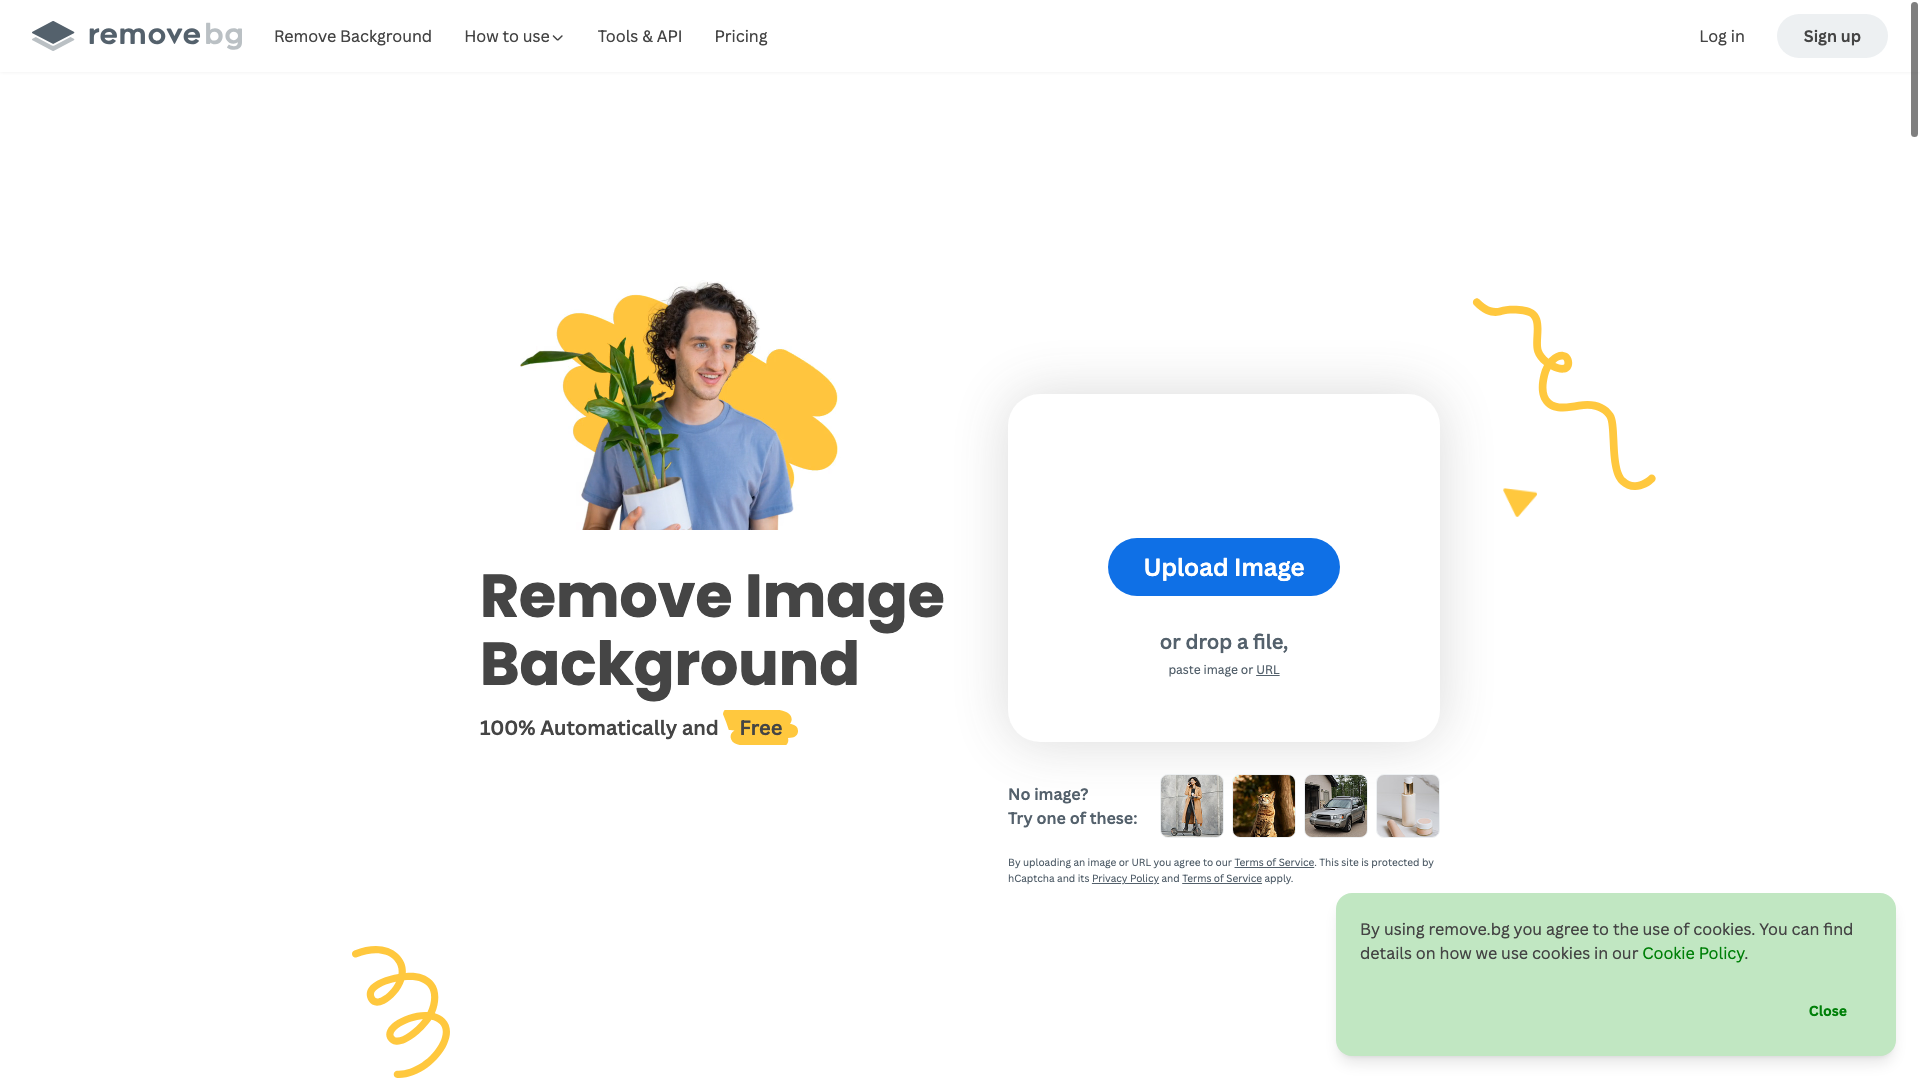 removebg
Remove Background
How to use
Tools & API
Pricing
Log in
Sign up
Remove Image
Background
100% Automatically and Free
Upload Image
or drop a file,
paste image or URL
No image?
Try one of these:
By uploading an image or URL you agree to our Terms of Service. This site is protected by
hCaptcha and its Privacy Policy and Terms of Service apply.
By using remove.bg you agree to the use of cookies. You can find
details on how we use cookies in our Cookie Policy.
Close